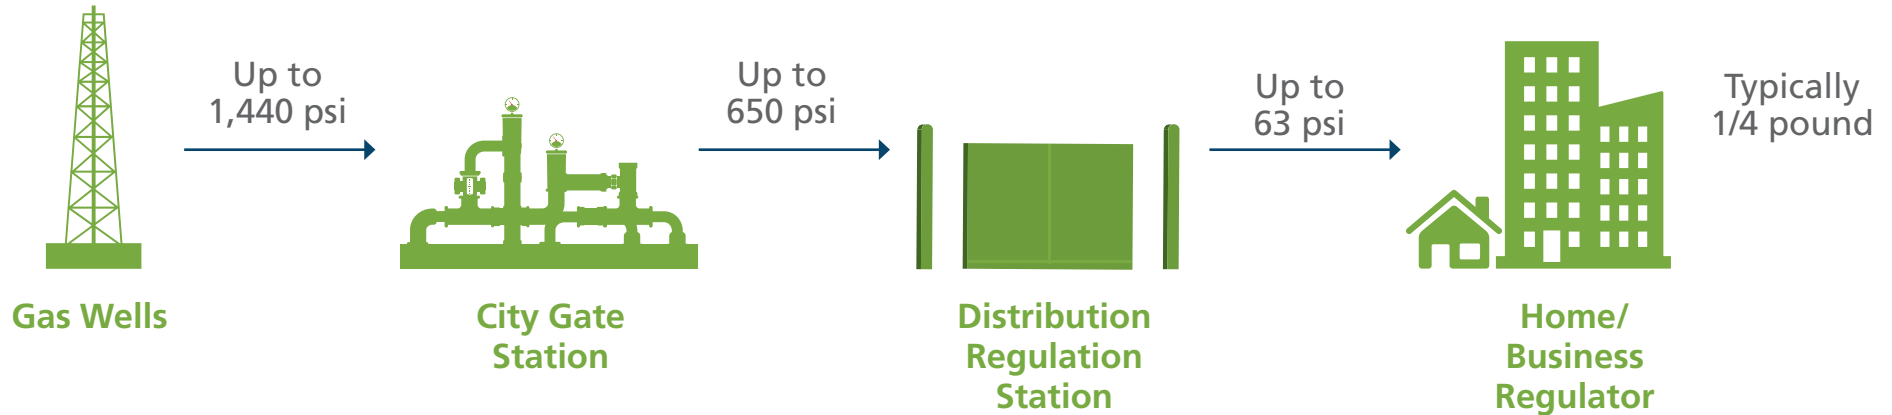 Up to
1,440 psi
Up to
650 psi
Up to
63 psi
Typically
1/4 pound
Gas Wells
City Gate
Station
Distribution
Regulation
Station
Home/
Business
Regulator